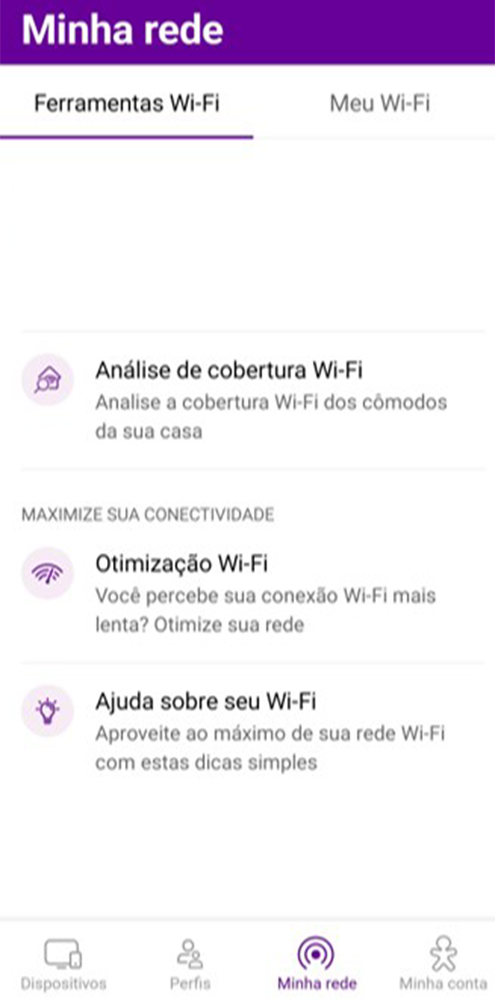 Minha rede
Ferramentas Wi-Fi
Meu Wi-Fi
Análise de cobertura Wi-Fi
Analise a cobertura Wi-Fi dos cômodos
da sua casa
MAXIMIZE SUA CONECTIVIDADE
Otimização Wi-Fi
Você percebe sua conexão Wi-Fi mais
lenta? Otimize sua rede
Ajuda sobre seu Wi-Fi
Aproveite ao máximo de sua rede Wi-Fi
com estas dicas simples
Dispositivos
Perfis
Minha rede
Minha conta